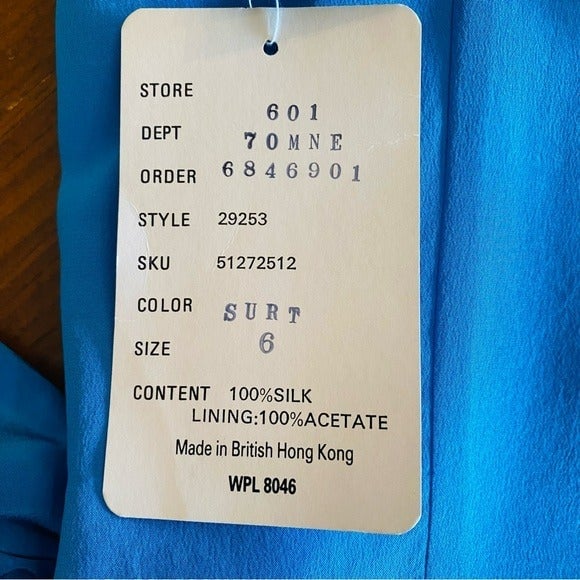 STORE 601
DEPT 70MNE
ORDER 6846901
STYLE 29253
SKU 51272512
COLOR SURT
SIZE 6
CONTENT 100%SILK
LINING:100%ACETATE
Made in British Hong Kong
WPL 8046